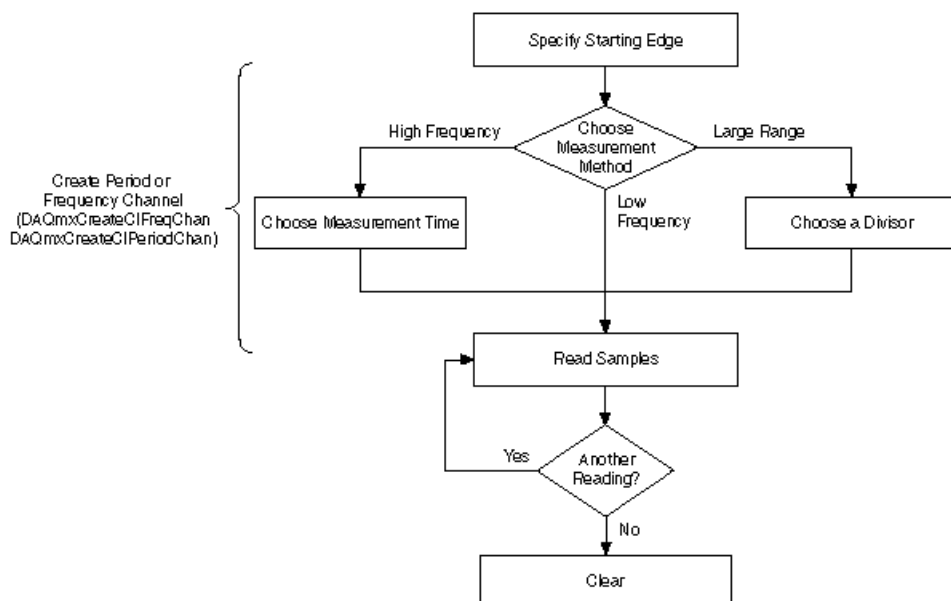 Specify Starting Edge
High Frequency
Choose
Measurement
Method
Large Range
Create Period or
Frequency Channel
(DAQmxCreateCIFreqChan
DAQmxCreateCIPeriodChan)
Choose Measurement Time
Low
Frequency
Choose a Divisor
Read Samples
Yes
Another
Reading?
No
Clear